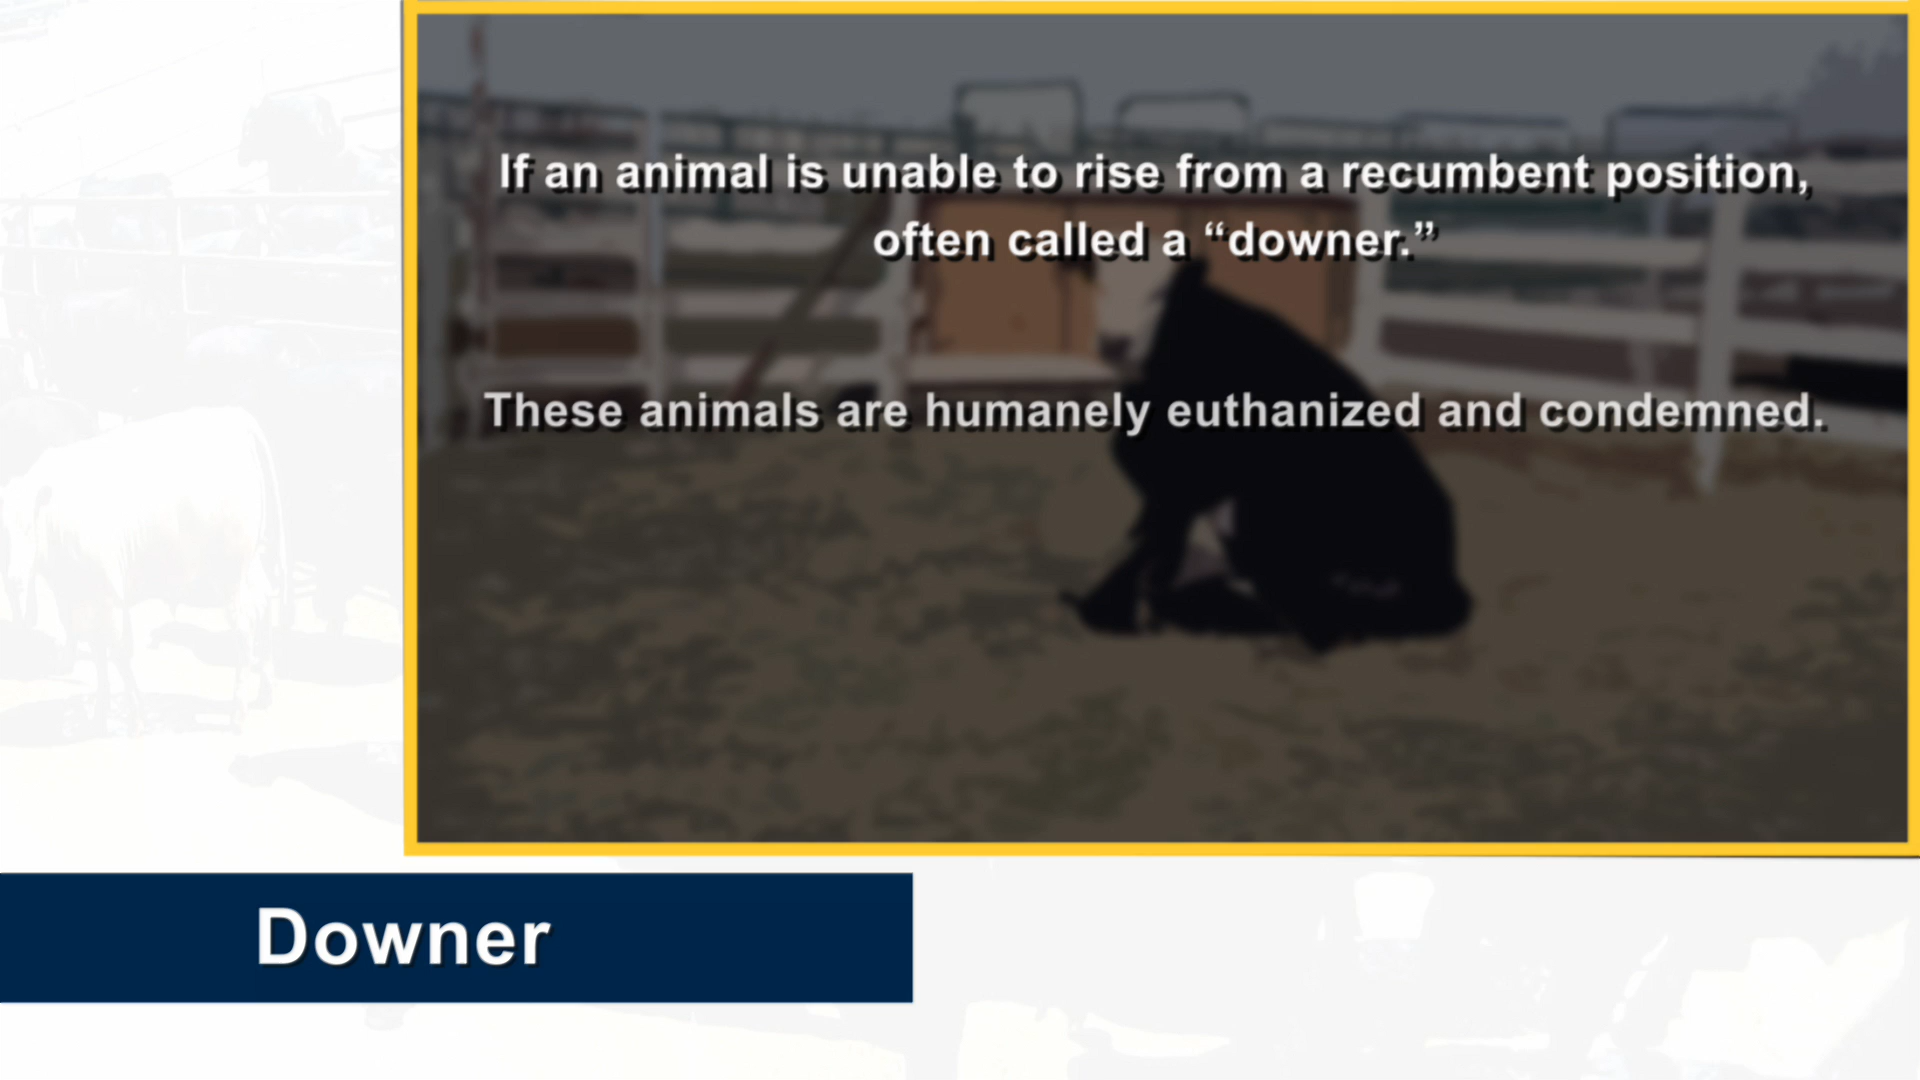 If an animal is unable to rise from a recumbent position,
often called a “downer.”
These animals are humanely euthanized and condemned.
Downer